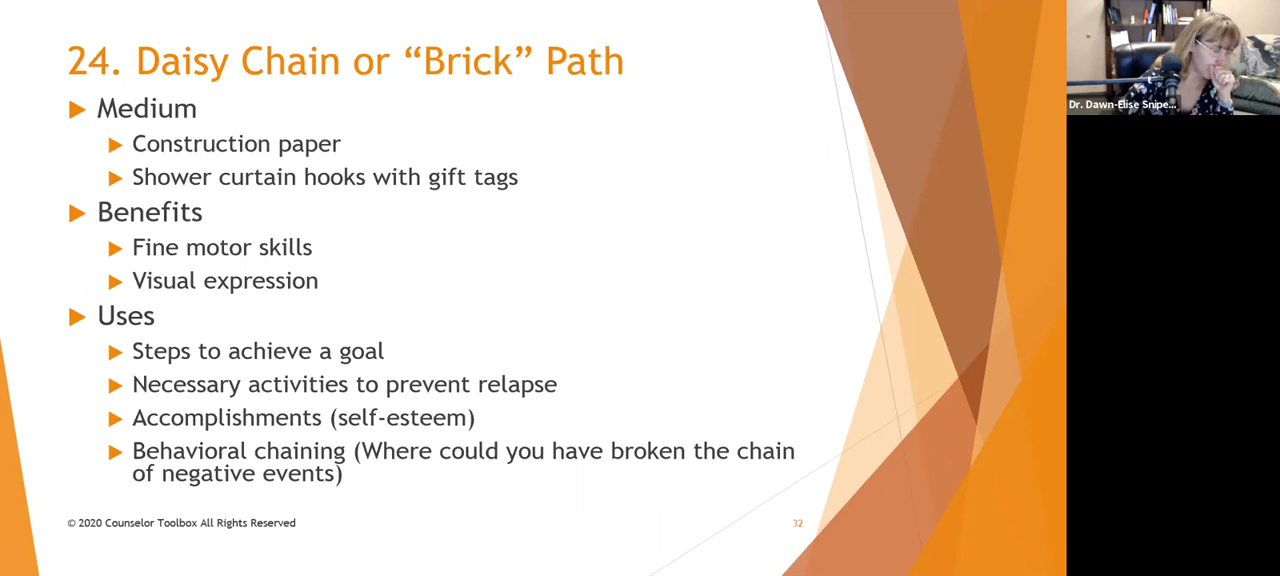 24. Daisy Chain or “Brick” Path
Medium
Construction paper
Shower curtain hooks with gift tags
Benefits
Fine motor skills
Visual expression
Uses
Steps to achieve a goal
Necessary activities to prevent relapse
Accomplishments (self-esteem)
Behavioral chaining (Where could you have broken the chain
of negative events)
© 2020 Counselor Toolbox All Rights Reserved
32
Dr. Dawn-Elise Snipe...